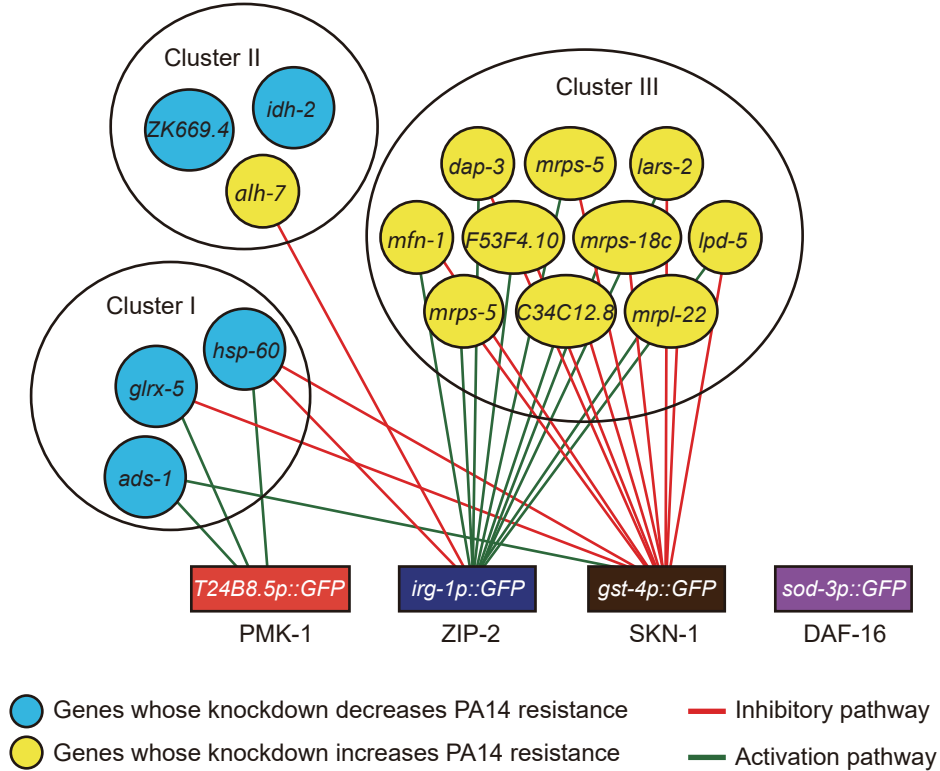 Cluster II
ZK669.4
idh-2
alh-7
Cluster III
dap-3
mrps-5
lars-2
mfn-1
F53F4.10
mrps-18c
lpd-5
mrps-5
C34C12.8
mrpl-22
Cluster I
hsp-60
glrx-5
ads-1
T24B8.5p::GFP
irg-1p::GFP
gst-4p::GFP
sod-3p::GFP
PMK-1
ZIP-2
SKN-1
DAF-16
Genes whose knockdown decreases PA14 resistance
Genes whose knockdown increases PA14 resistance
Inhibitory pathway
Activation pathway